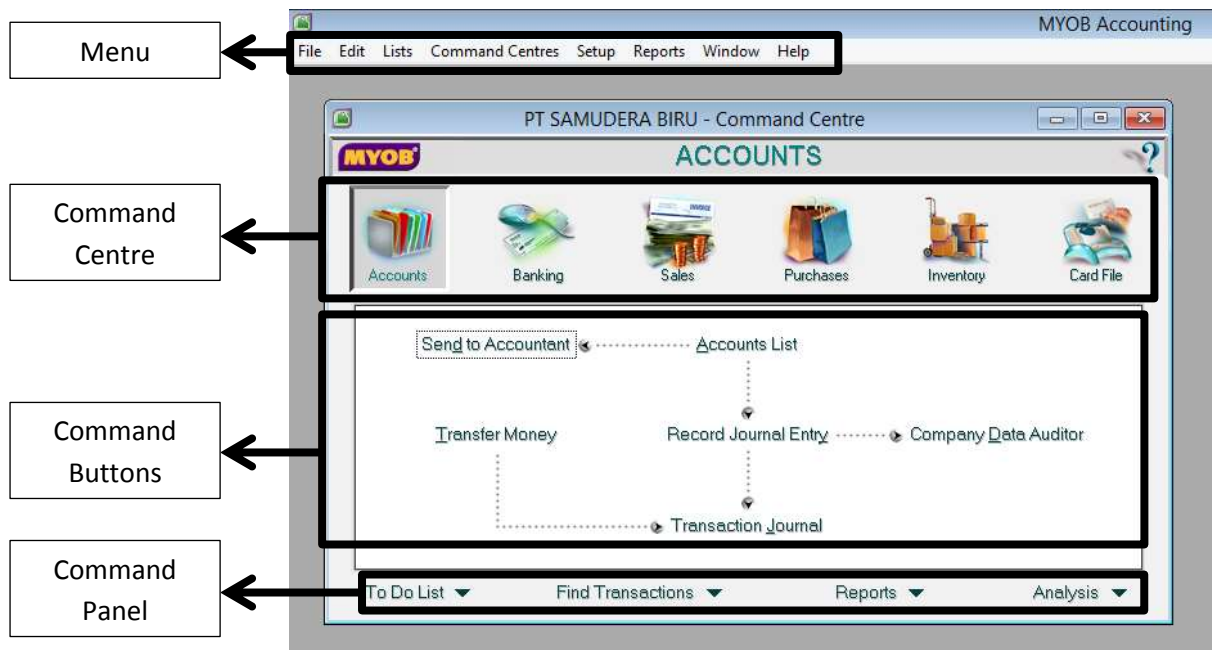 MYOB Accounting
Menu
File Edit Lists Command Centres Setup Reports Window Help
PT SAMUDERA BIRU - Command Centre
MYOB
ACCOUNTS
?
Command
Centre
INVOICE
Accounts Banking Sales Purchases Inventory Card File
Send to Accountant Accounts List
Command
Buttons
Transfer Money Record Journal Entry Company Data Auditor
Transaction Journal
Command
Panel
To Do List Find Transactions Reports Analysis